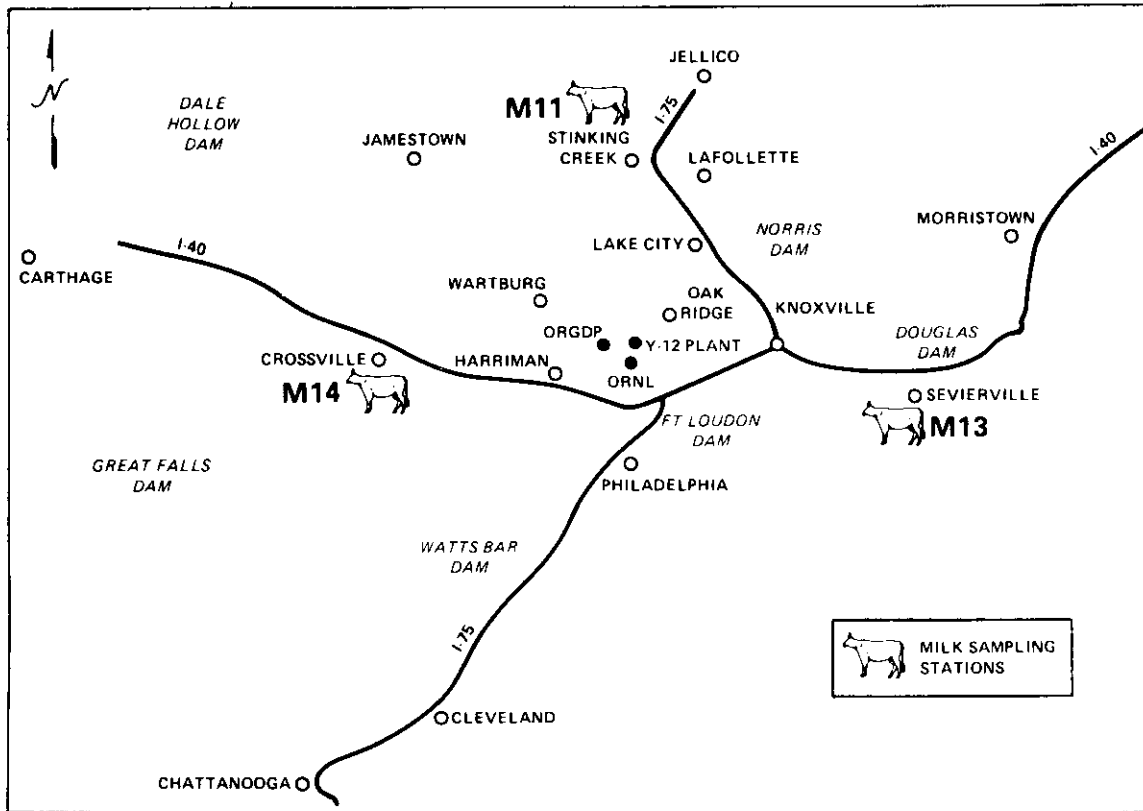 N
JELLICO
M11
I-75
DALE
HOLLOW
DAM
JAMESTOWN
STINKING
CREEK
LAFOLLETTE
I-40
MORRISTOWN
NORRIS
DAM
I-40
LAKE CITY
CARTHAGE
WARTBURG
OAK
RIDGE
KNOXVILLE
ORGDP
Y-12 PLANT
DOUGLAS
DAM
CROSSVILLE
HARRIMAN
ORNL
M14
SEVIERVILLE
M13
FT LOUDON
DAM
GREAT FALLS
DAM
PHILADELPHIA
WATTS BAR
DAM
I-75
MILK SAMPLING
STATIONS
CLEVELAND
CHATTANOOGA